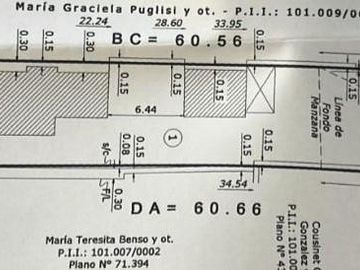 María Graciela Puglisi y ot. - P.I.I.: 101.009/0
22.24
28.60
33.95
0.30
0.15
0.30
BC = 60.56
0.15
0.15
0.15
0.15
0.15
6.44
Línea de
Fondo
Manzana
1
s/c
0.08
0.15
0.15
F/L
0.30
34.54
DA = 60.66
María Teresita Benso y ot.
P.I.I.: 101.007/0002
Plano Nº 71.394
Cousinet
Gonzalez
P.I.I.: 101.00
Plano Nº